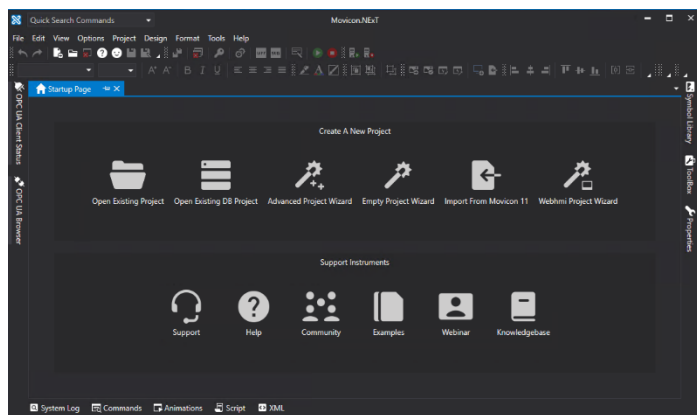 Quick Search Commands
Movicon.NExT
File Edit View Options Project Design Format Tools Help
A⁺ A⁻ B I U
Startup Page
OPC UA Client Status
OPC UA Browser
Create A New Project
Open Existing Project Open Existing DB Project Advanced Project Wizard Empty Project Wizard Import From Movicon 11 Webhmi Project Wizard
Support Instruments
Support Help Community Examples Webinar Knowledgebase
Symbol Library
ToolBox
Properties
System Log Commands Animations Script XML